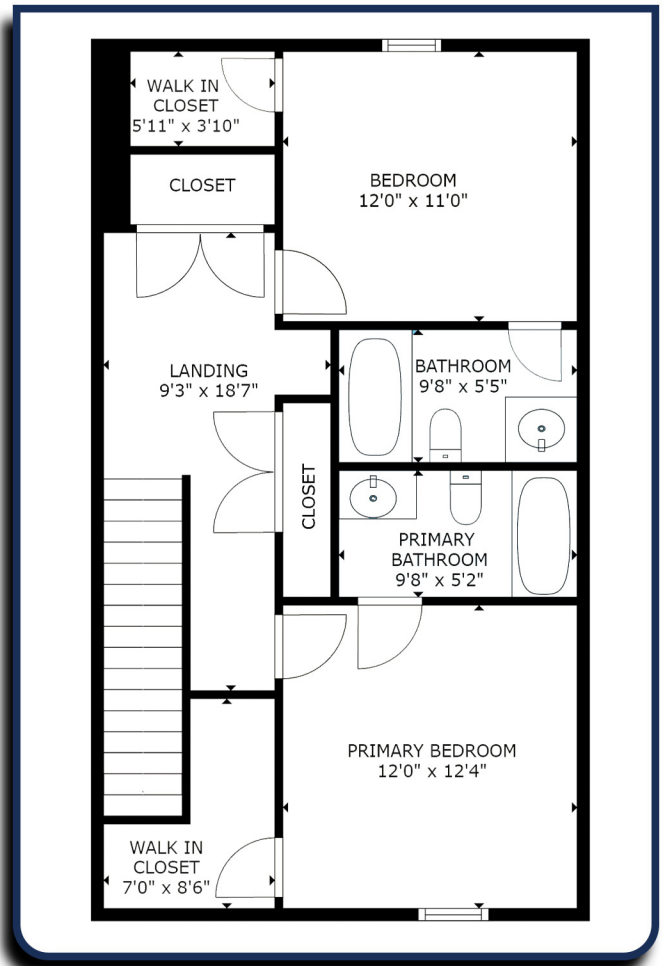 WALK IN
CLOSET
5'11" x 3'10"
CLOSET
BEDROOM
12'0" x 11'0"
LANDING
9'3" x 18'7"
BATHROOM
9'8" x 5'5"
CLOSET
PRIMARY
BATHROOM
9'8" x 5'2"
PRIMARY BEDROOM
12'0" x 12'4"
WALK IN
CLOSET
7'0" x 8'6"